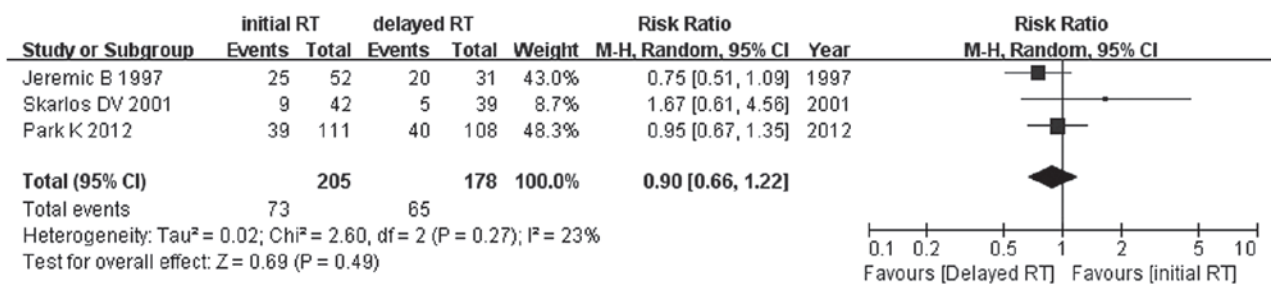 initial RT delayed RT Risk Ratio Risk Ratio
Study or Subgroup Events Total Events Total Weight M-H, Random, 95% CI Year M-H, Random, 95% CI
Jeremic B 1997 25 52 20 31 43.0% 0.75 [0.51, 1.09] 1997
Skarlos DV 2001 9 42 5 39 8.7% 1.67 [0.61, 4.56] 2001
Park K 2012 39 111 40 108 48.3% 0.95 [0.67, 1.35] 2012
Total (95% CI) 205 178 100.0% 0.90 [0.66, 1.22]
Total events 73 65
Heterogeneity: Tau² = 0.02; Chi² = 2.60, df = 2 (P = 0.27); I² = 23%
Test for overall effect: Z = 0.69 (P = 0.49)
0.1 0.2 0.5 1 2 5 10
Favours [Delayed RT] Favours [initial RT]